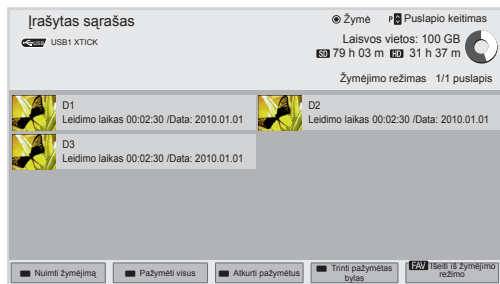 Įrašytas sąrašas
◉ Žymė P Puslapio keitimas
USB USB1 XTICK
Laisvos vietos: 100 GB
SD 79 h 03 m HD 31 h 37 m
Žymėjimo režimas 1/1 puslapis
D1
Leidimo laikas 00:02:30 /Data: 2010.01.01
D2
Leidimo laikas 00:02:30 /Data: 2010.01.01
D3
Leidimo laikas 00:02:30 /Data: 2010.01.01
Nuimti žymėjimą
Pažymėti visus
Atkurti pažymėtus
Trinti pažymėtas
bylas
FAV Išeiti iš žymėjimo
režimo